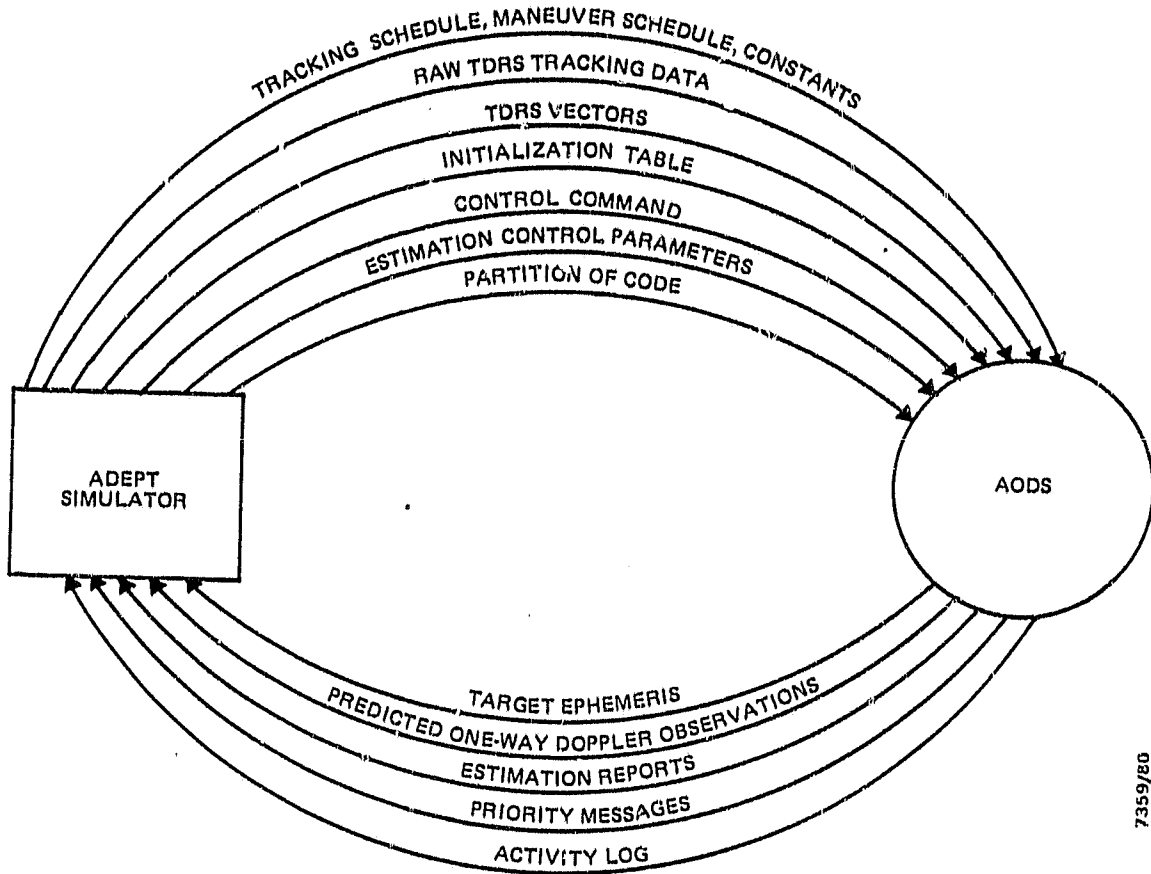 TRACKING SCHEDULE, MANEUVER SCHEDULE, CONSTANTS
RAW TDRS TRACKING DATA
TDRS VECTORS
INITIALIZATION TABLE
CONTROL COMMAND
ESTIMATION CONTROL PARAMETERS
PARTITION OF CODE
ADEPT
SIMULATOR
AODS
TARGET EPHEMERIS
PREDICTED ONE-WAY DOPPLER OBSERVATIONS
ESTIMATION REPORTS
PRIORITY MESSAGES
ACTIVITY LOG
7359/80